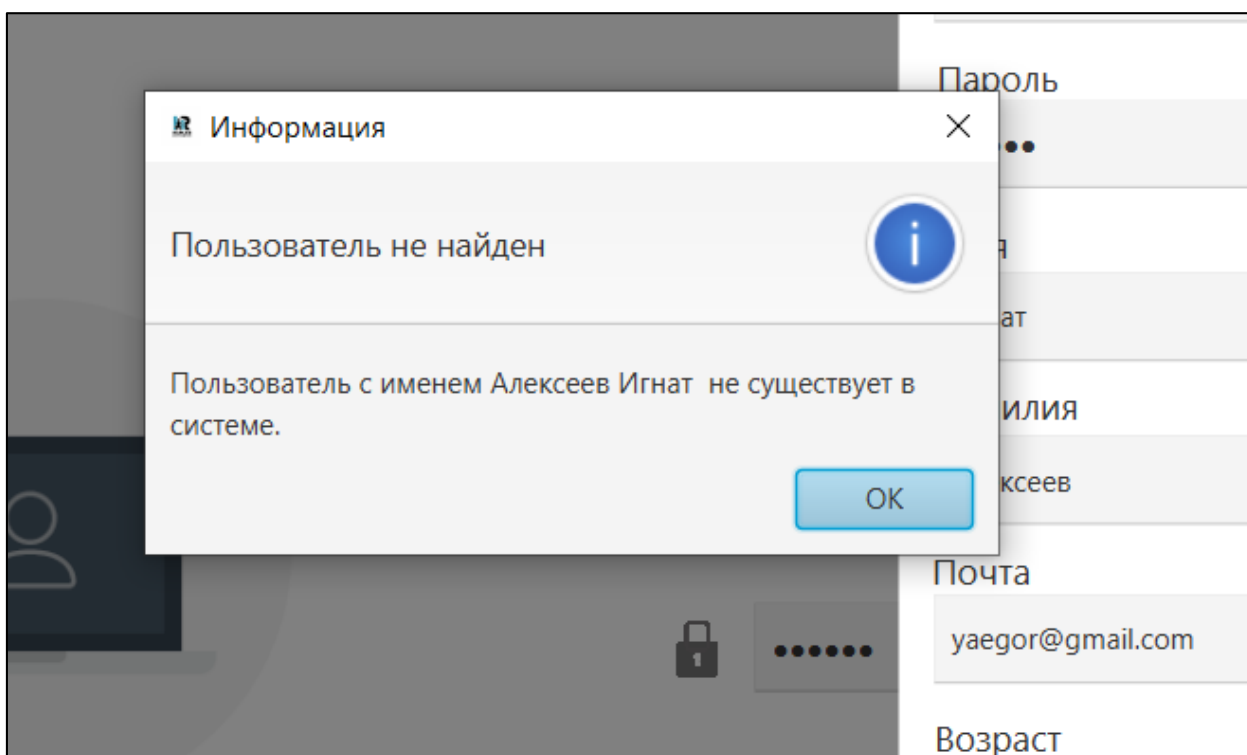 Пароль
Информация
Пользователь не найден
Пользователь с именем Алексеев Игнат  не существует в
системе.
OK
Почта
yaegor@gmail.com
Возраст